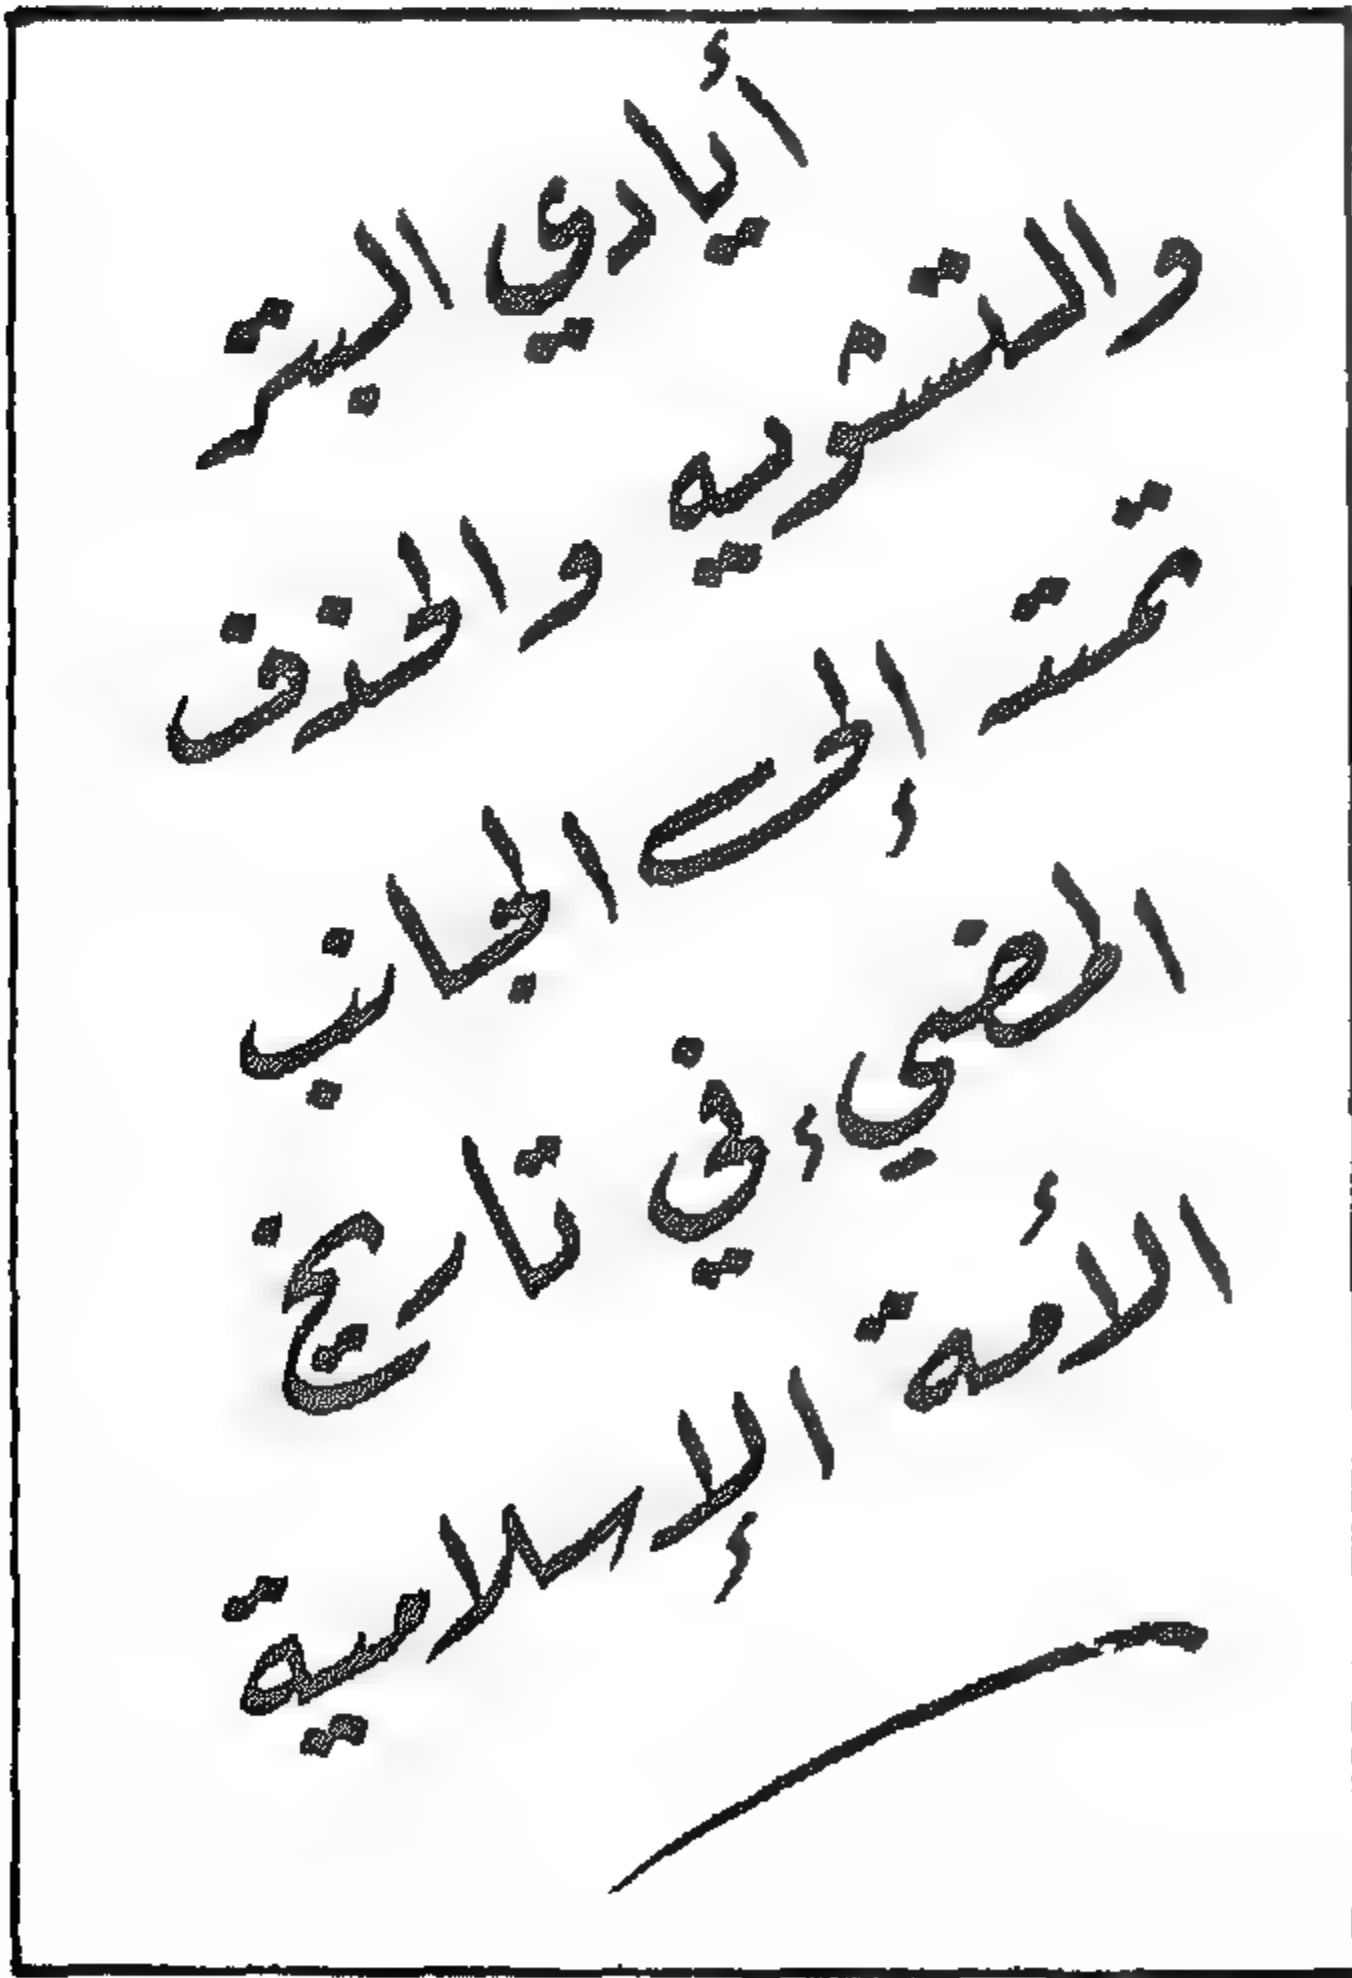 أيادي البتر
والتشويه والحذف
تمتد إلى الجانب
المضيء في تاريخ
الأمة الإسلامية